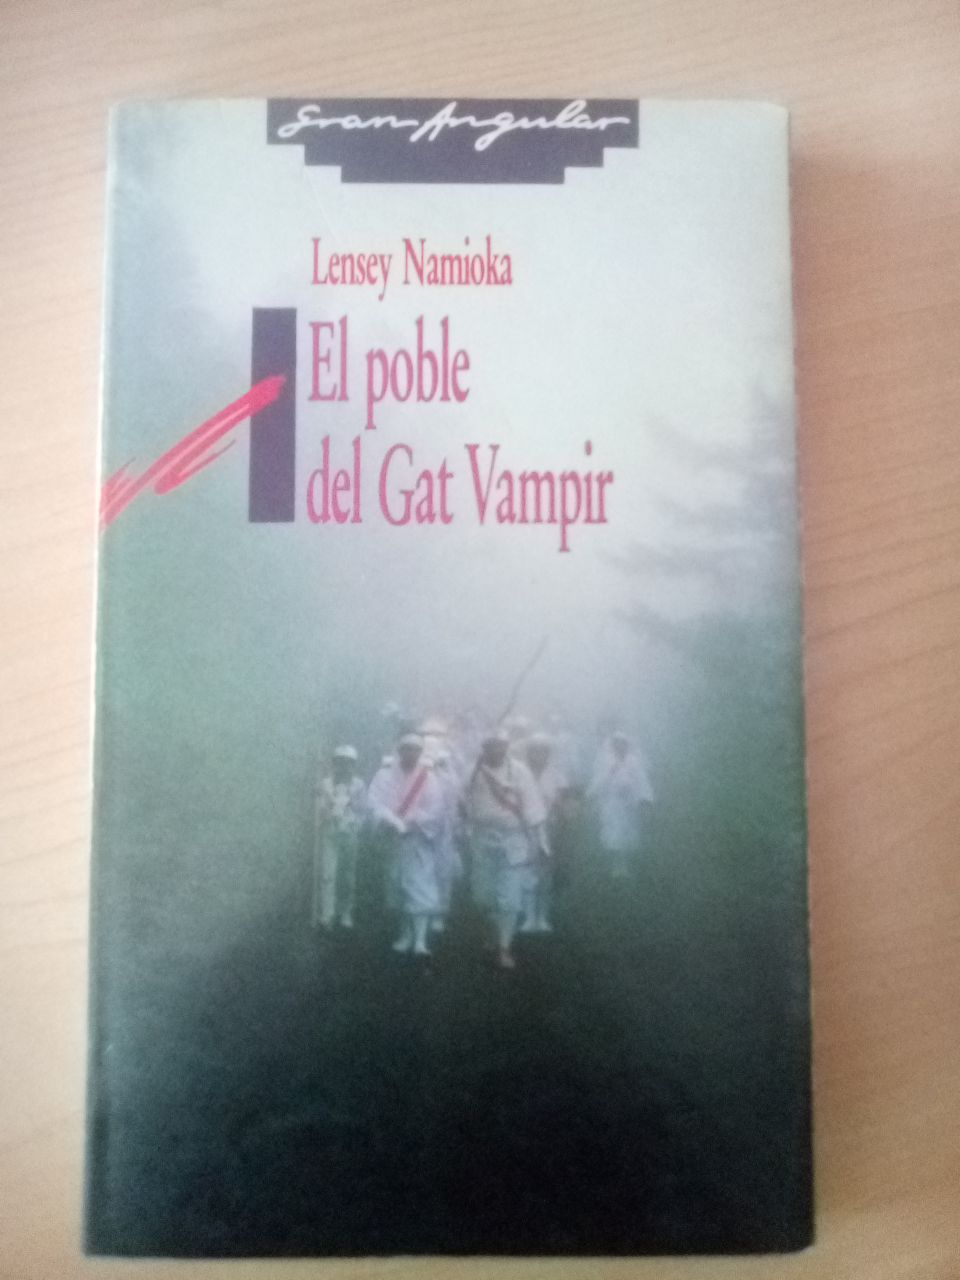 Gran Angular
Lensey Namioka
El poble
del Gat Vampir